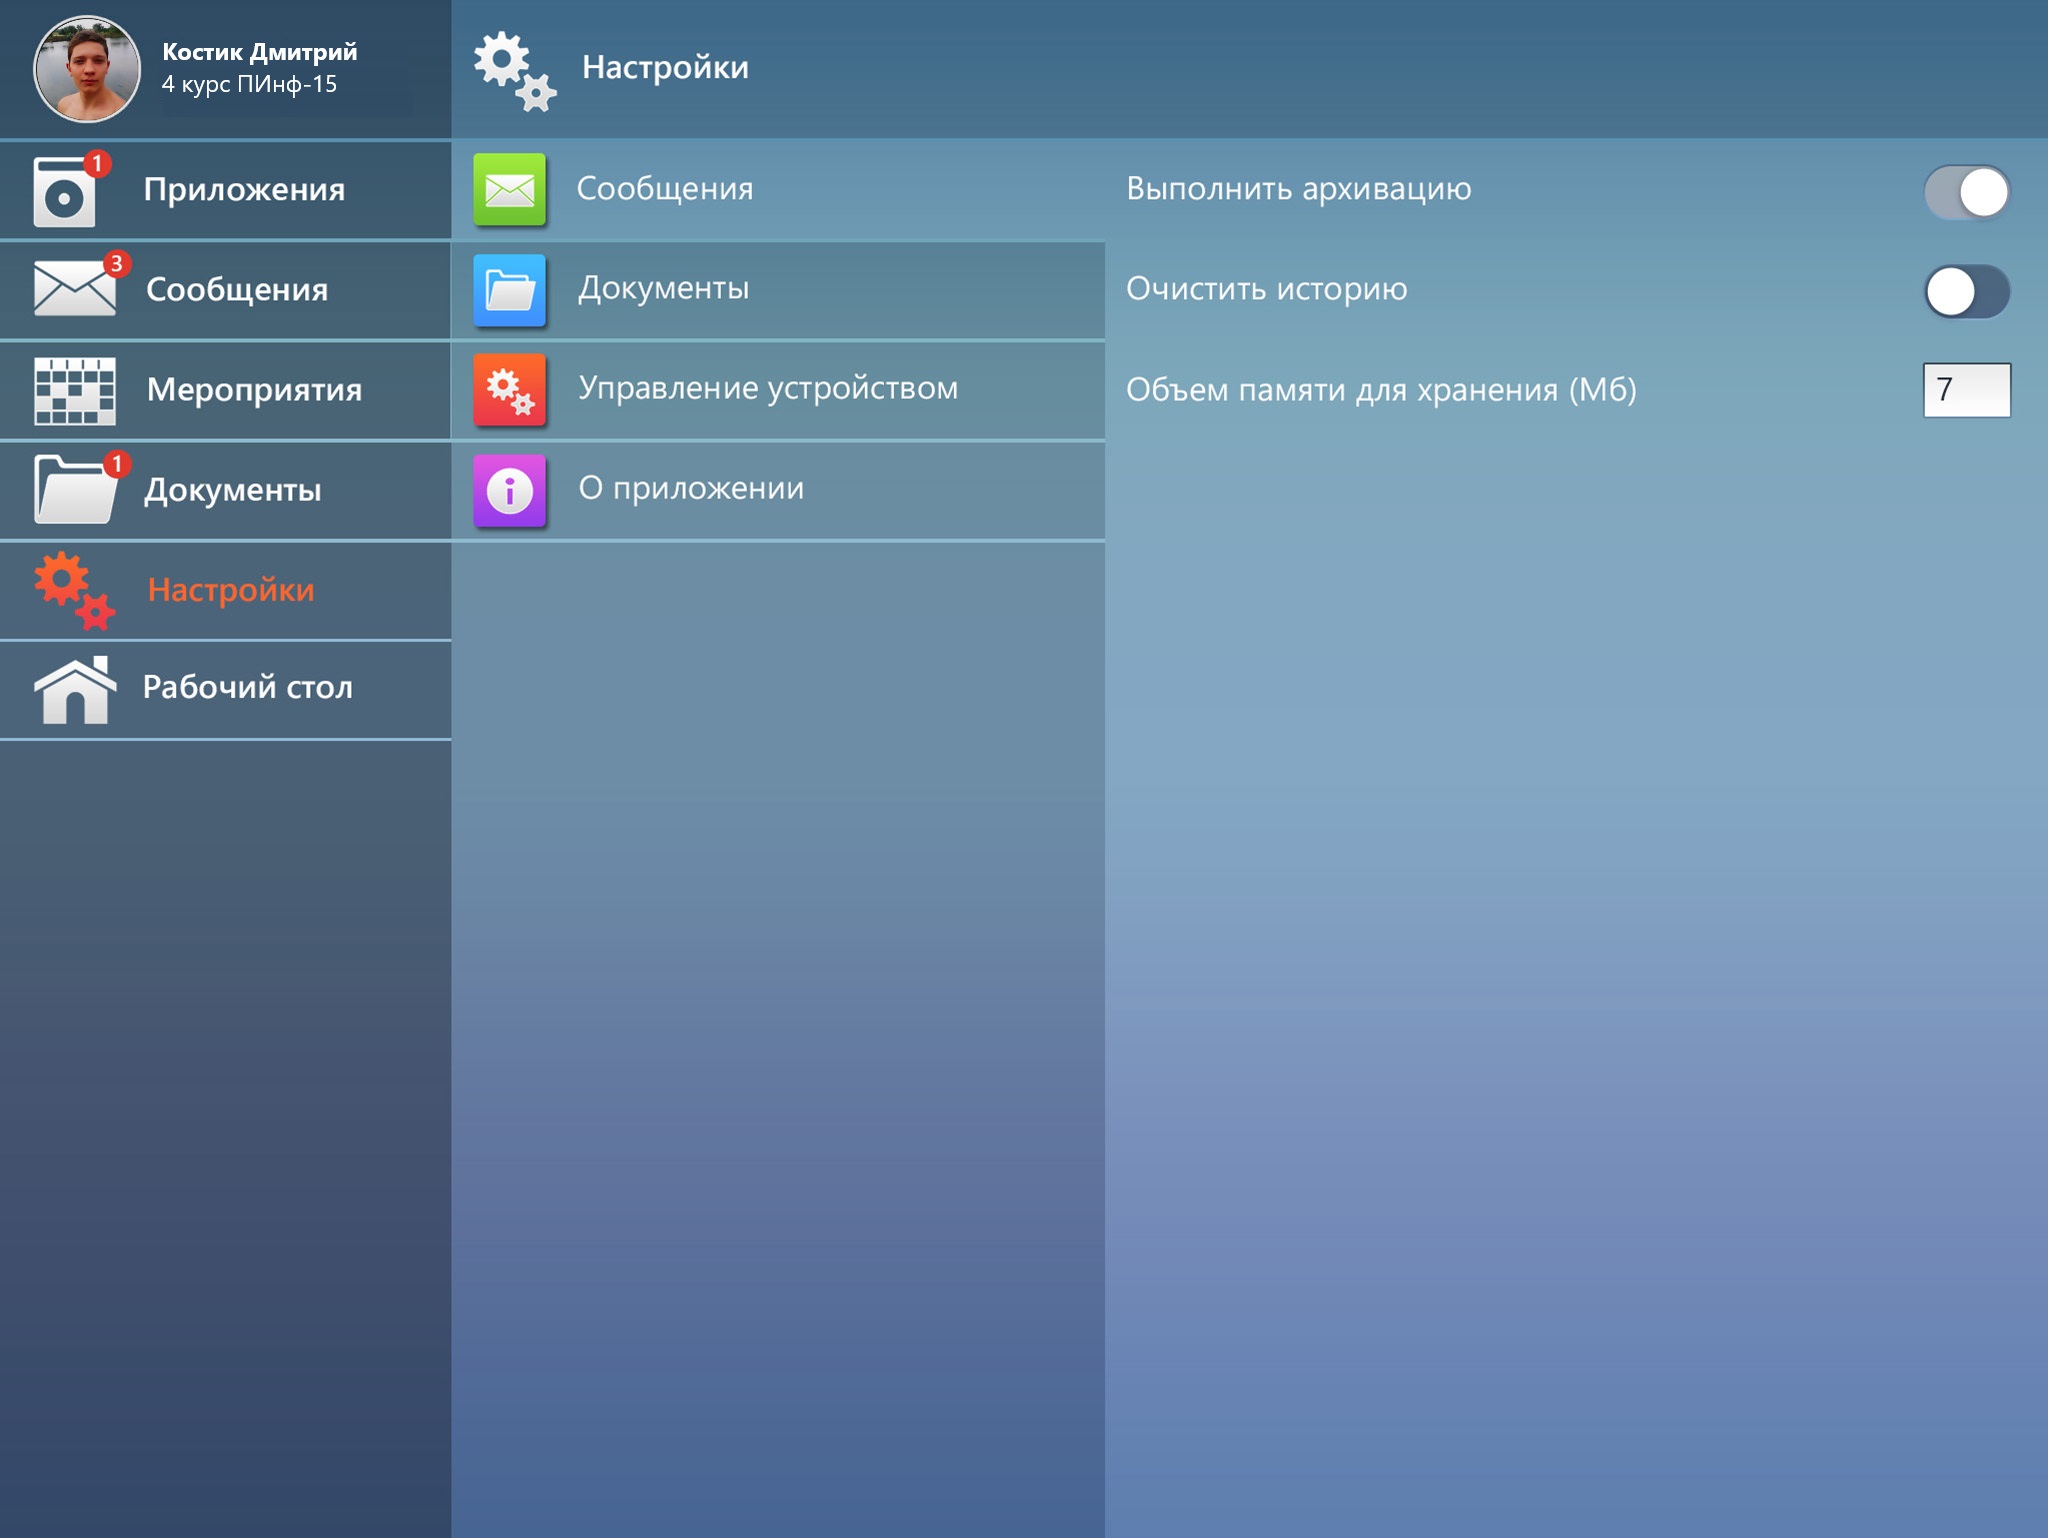 Костик Дмитрий
4 курс ПИнф-15
Настройки
1
Приложения
3
Сообщения
Мероприятия
1
Документы
Настройки
Рабочий стол
Сообщения
Документы
Управление устройством
О приложении
Выполнить архивацию
Очистить историю
Объем памяти для хранения (Мб)
7